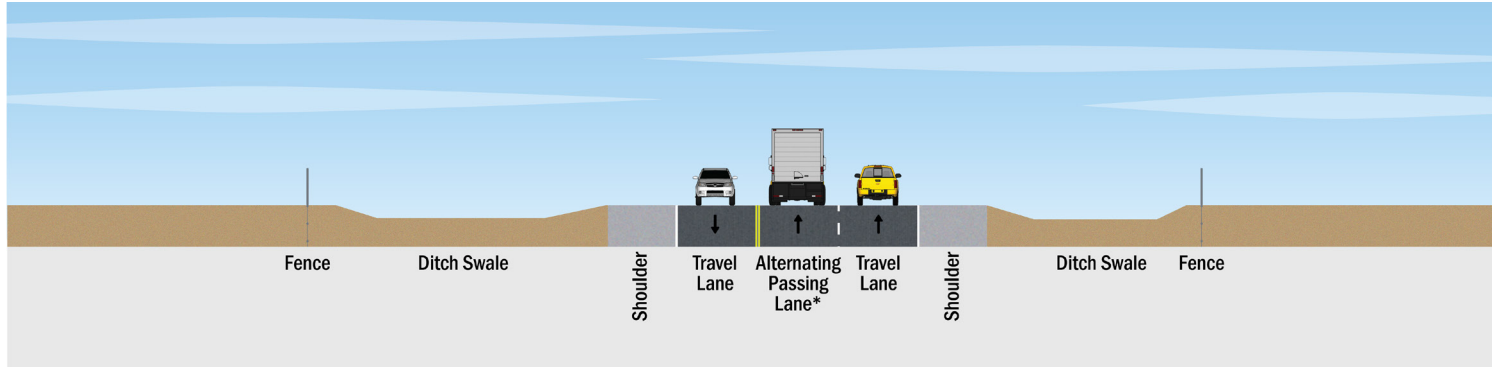 Fence
Ditch Swale
Shoulder
Travel
Lane
Alternating
Passing
Lane*
Travel
Lane
Shoulder
Ditch Swale
Fence